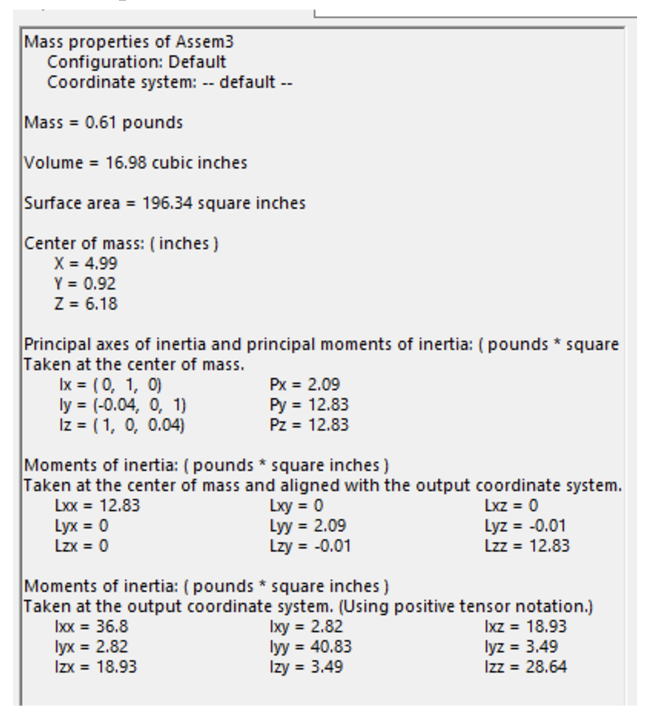 Mass properties of Assem3
Configuration: Default
Coordinate system: -- default --
Mass = 0.61 pounds
Volume = 16.98 cubic inches
Surface area = 196.34 square inches
Center of mass: ( inches )
X = 4.99
Y = 0.92
Z = 6.18
Principal axes of inertia and principal moments of inertia: ( pounds * square
Taken at the center of mass.
Ix = ( 0, 1, 0) Px = 2.09
Iy = (-0.04, 0, 1) Py = 12.83
Iz = ( 1, 0, 0.04) Pz = 12.83
Moments of inertia: ( pounds * square inches )
Taken at the center of mass and aligned with the output coordinate system.
Lxx = 12.83 Lxy = 0 Lxz = 0
Lyx = 0 Lyy = 2.09 Lyz = -0.01
Lzx = 0 Lzy = -0.01 Lzz = 12.83
Moments of inertia: ( pounds * square inches )
Taken at the output coordinate system. (Using positive tensor notation.)
Ixx = 36.8 Ixy = 2.82 Ixz = 18.93
Iyx = 2.82 Iyy = 40.83 Iyz = 3.49
Izx = 18.93 Izy = 3.49 Izz = 28.64